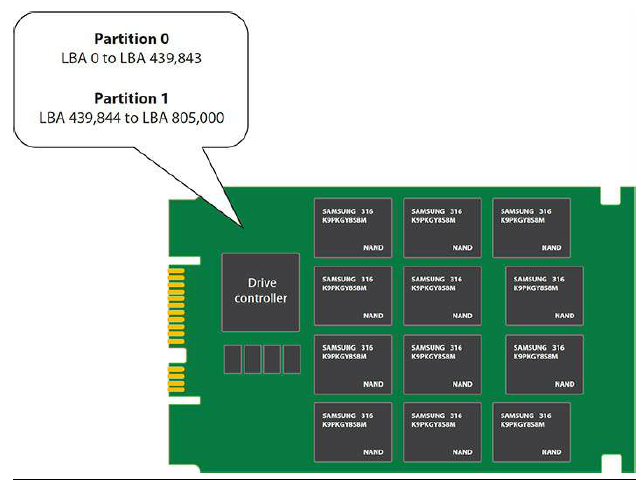 Partition 0
LBA 0 to LBA 439,843
Partition 1
LBA 439,844 to LBA 805,000
SAMSUNG 316
K9PKGY8S8M
NAND
SAMSUNG 316
K9PKGY8S8M
NAND
SAMSUNG 316
K9PKGY8S8M
NAND
Drive
controller
SAMSUNG 316
K9PKGY8S8M
NAND
SAMSUNG 316
K9PKGY8S8M
NAND
SAMSUNG 316
K9PKGY8S8M
NAND
SAMSUNG 316
K9PKGY8S8M
NAND
SAMSUNG 316
K9PKGY8S8M
NAND
SAMSUNG 316
K9PKGY8S8M
NAND
SAMSUNG 316
K9PKGY8S8M
NAND
SAMSUNG 316
K9PKGY8S8M
NAND
SAMSUNG 316
K9PKGY8S8M
NAND